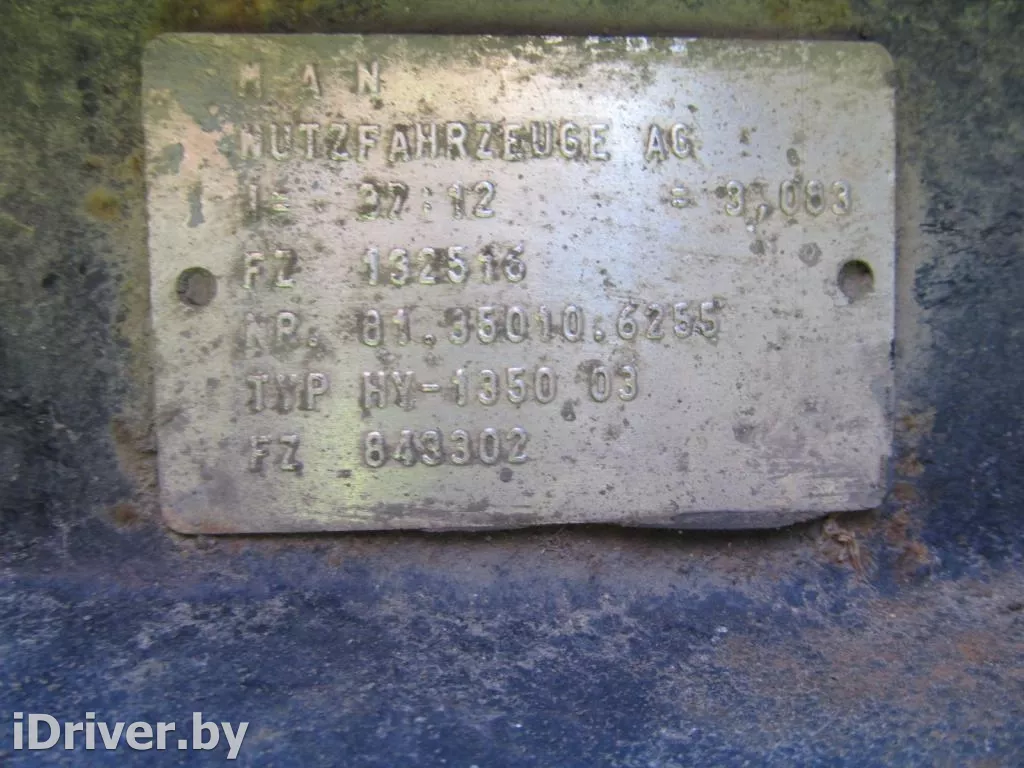 M A N
NUTZFAHRZEUGE AG
I= 37:12 = 3,083
FZ 132516
NR. 81.35010.6255
TYP HY-1350 03
FZ 843302
iDriver.by